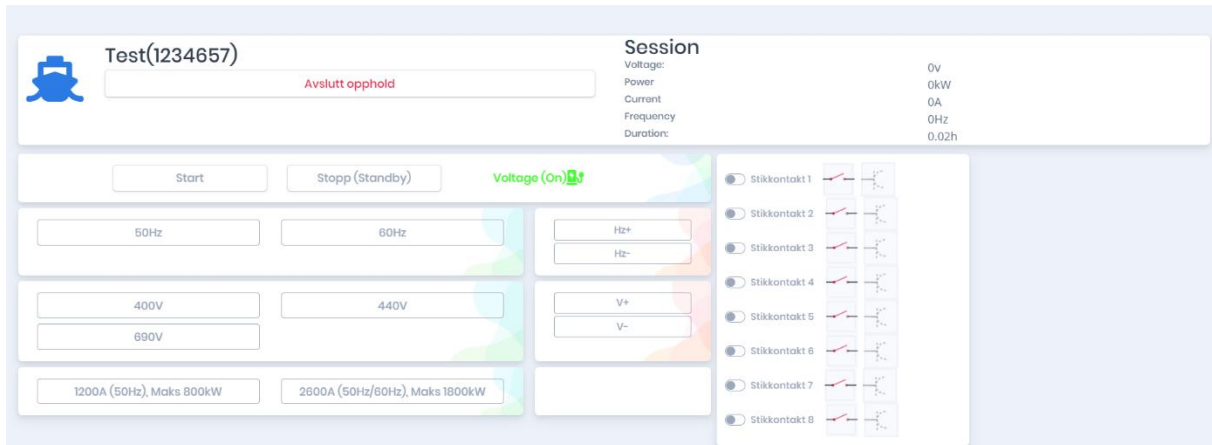 Test(1234657)
Avslutt opphold
Session
Voltage: 0v
Power 0kW
Current 0A
Frequency 0Hz
Duration: 0.02h
Start Stopp (Standby) Voltage (On)
50Hz 60Hz
Hz+
Hz-
400V 440V
690V
V+
V-
1200A (50Hz), Maks 800kW 2600A (50Hz/60Hz), Maks 1800kW
Stikkontakt 1
Stikkontakt 2
Stikkontakt 3
Stikkontakt 4
Stikkontakt 5
Stikkontakt 6
Stikkontakt 7
Stikkontakt 8